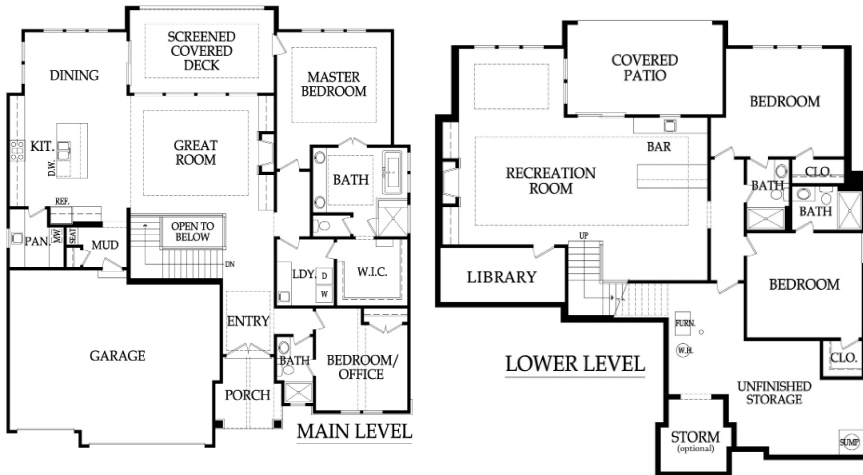 SCREENED
COVERED
DECK
DINING
MASTER
BEDROOM
KIT.
D.W.
GREAT
ROOM
BATH
REF.
PAN.
MW
SEAT
MUD
OPEN TO
BELOW
DN
LDY.
D
W
W.I.C.
ENTRY
GARAGE
BATH
BEDROOM/
OFFICE
PORCH
MAIN LEVEL
COVERED
PATIO
BEDROOM
BAR
RECREATION
ROOM
CLO.
BATH
BATH
UP
LIBRARY
BEDROOM
FURN.
W.H.
CLO.
LOWER LEVEL
UNFINISHED
STORAGE
STORM
(optional)
SUMP